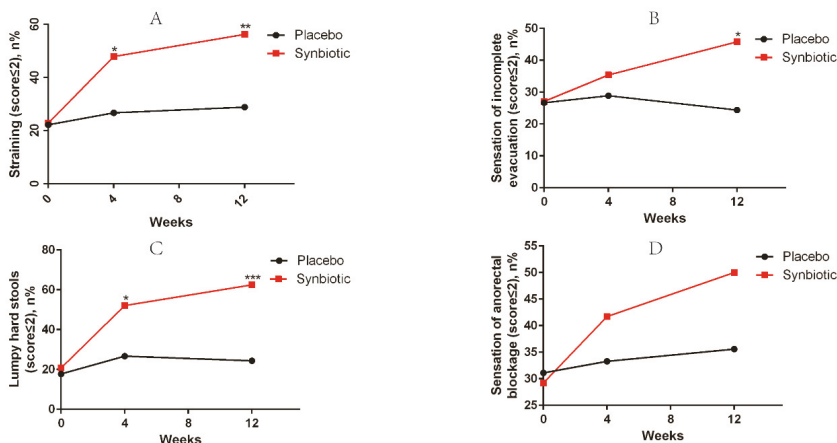 A
Placebo
Synbiotic
Straining (score≤2), n%
60
40
20
0
*
**
0
4
8
12
Weeks
B
Placebo
Synbiotic
Sensation of incomplete
evacuation (score≤2), n%
50
40
30
20
10
0
*
0
4
8
12
Weeks
C
Placebo
Synbiotic
Lumpy hard stools
(score≤2), n%
80
60
40
20
0
*
***
0
4
8
12
Weeks
D
Placebo
Synbiotic
Sensation of anorectal
blockage (score≤2), n%
55
50
45
40
35
30
25
0
4
8
12
Weeks